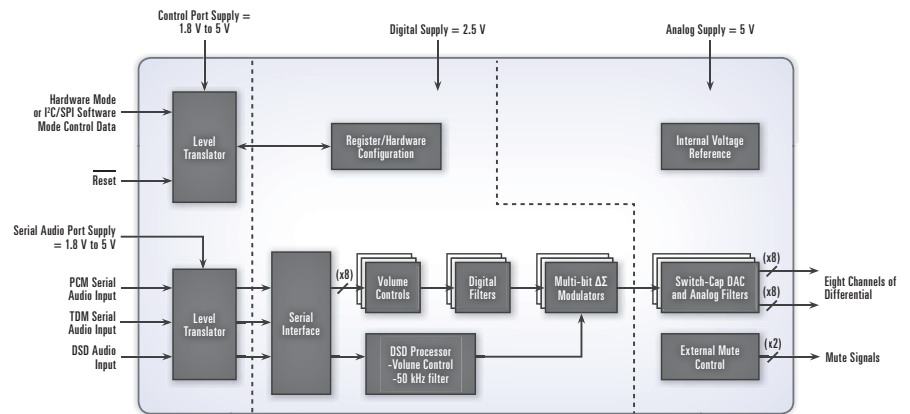 Control Port Supply =
1.8 V to 5 V
Digital Supply = 2.5 V
Analog Supply = 5 V
Hardware Mode
or I²C/SPI Software
Mode Control Data
Level
Translator
Register/Hardware
Configuration
Internal Voltage
Reference
Reset
Serial Audio Port Supply
= 1.8 V to 5 V
PCM Serial
Audio Input
TDM Serial
Audio Input
DSD Audio
Input
Level
Translator
Serial
Interface
(x8)
Volume
Controls
Digital
Filters
Multi-bit ΔΣ
Modulators
Switch-Cap DAC
and Analog Filters
(x8)
(x8)
Eight Channels of
Differential
DSD Processor
-Volume Control
-50 kHz filter
External Mute
Control
(x2)
Mute Signals